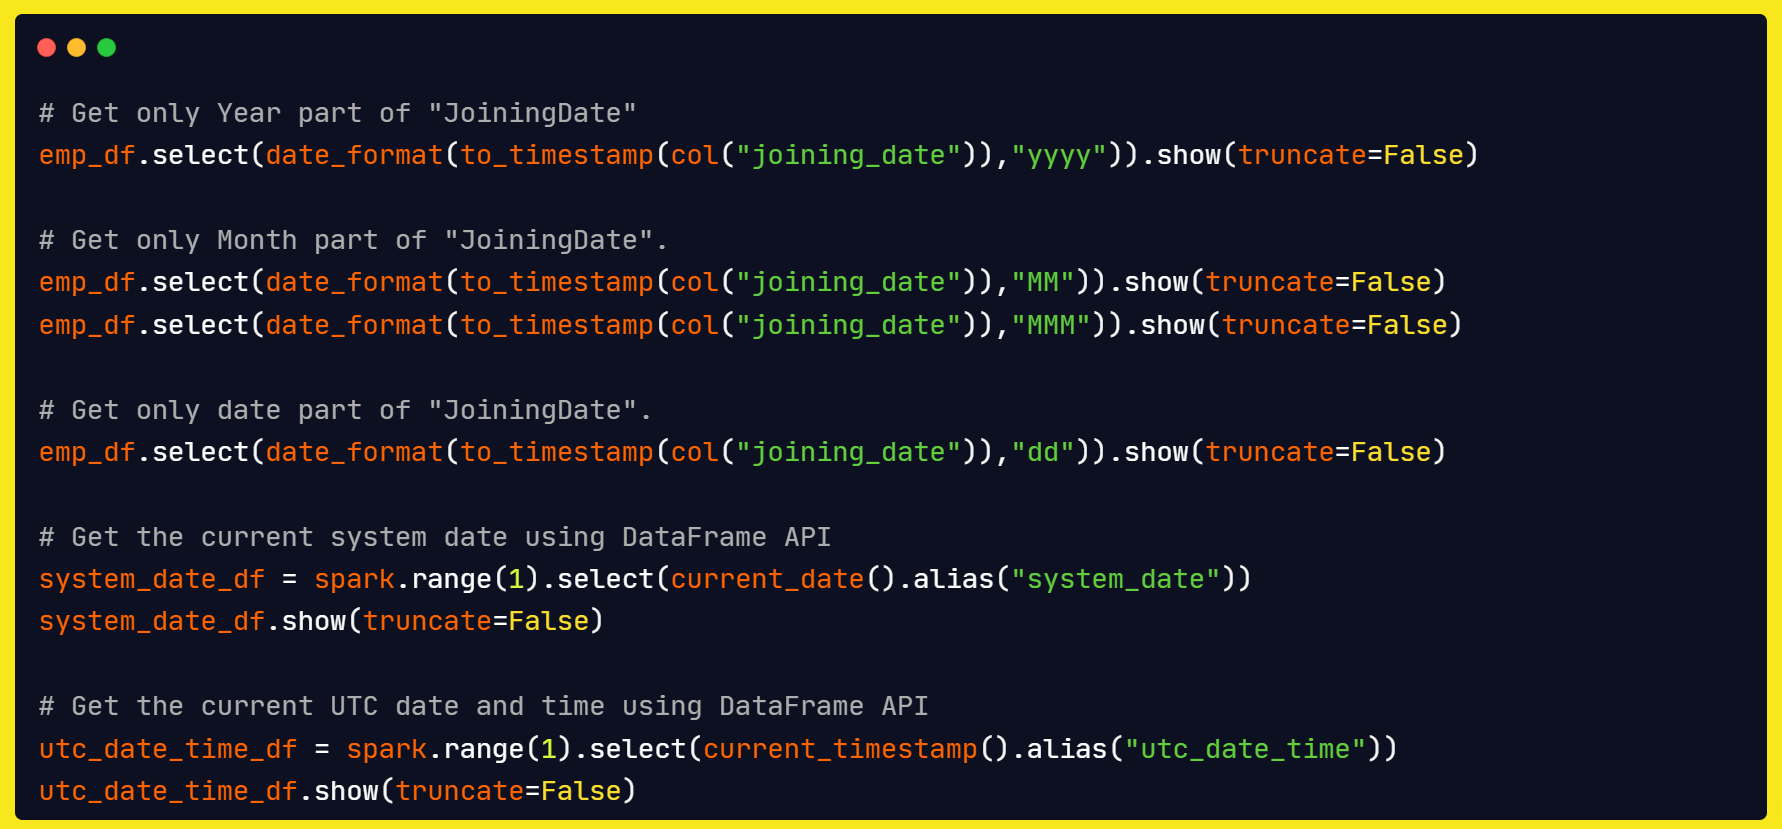 # Get only Year part of "JoiningDate"
emp_df.select(date_format(to_timestamp(col("joining_date")),"yyyy")).show(truncate=False)
# Get only Month part of "JoiningDate".
emp_df.select(date_format(to_timestamp(col("joining_date")),"MM")).show(truncate=False)
emp_df.select(date_format(to_timestamp(col("joining_date")),"MMM")).show(truncate=False)
# Get only date part of "JoiningDate".
emp_df.select(date_format(to_timestamp(col("joining_date")),"dd")).show(truncate=False)
# Get the current system date using DataFrame API
system_date_df = spark.range(1).select(current_date().alias("system_date"))
system_date_df.show(truncate=False)
# Get the current UTC date and time using DataFrame API
utc_date_time_df = spark.range(1).select(current_timestamp().alias("utc_date_time"))
utc_date_time_df.show(truncate=False)